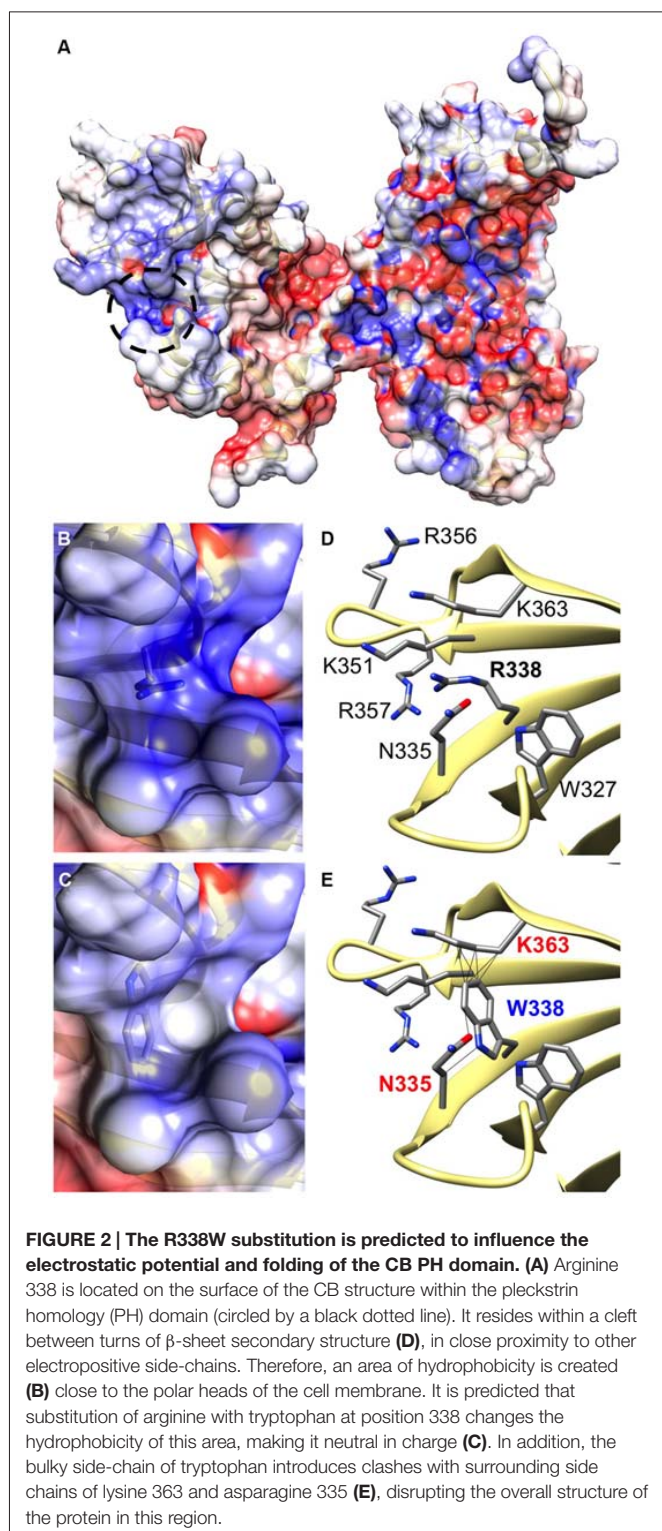 A
B
D
R356
K363
K351
R338
R357
N335
W327
C
E
K363
W338
N335
FIGURE 2 | The R338W substitution is predicted to influence the
electrostatic potential and folding of the CB PH domain. (A) Arginine
338 is located on the surface of the CB structure within the pleckstrin
homology (PH) domain (circled by a black dotted line). It resides within a cleft
between turns of β-sheet secondary structure (D), in close proximity to other
electropositive side-chains. Therefore, an area of hydrophobicity is created
(B) close to the polar heads of the cell membrane. It is predicted that
substitution of arginine with tryptophan at position 338 changes the
hydrophobicity of this area, making it neutral in charge (C). In addition, the
bulky side-chain of tryptophan introduces clashes with surrounding side
chains of lysine 363 and asparagine 335 (E), disrupting the overall structure of
the protein in this region.